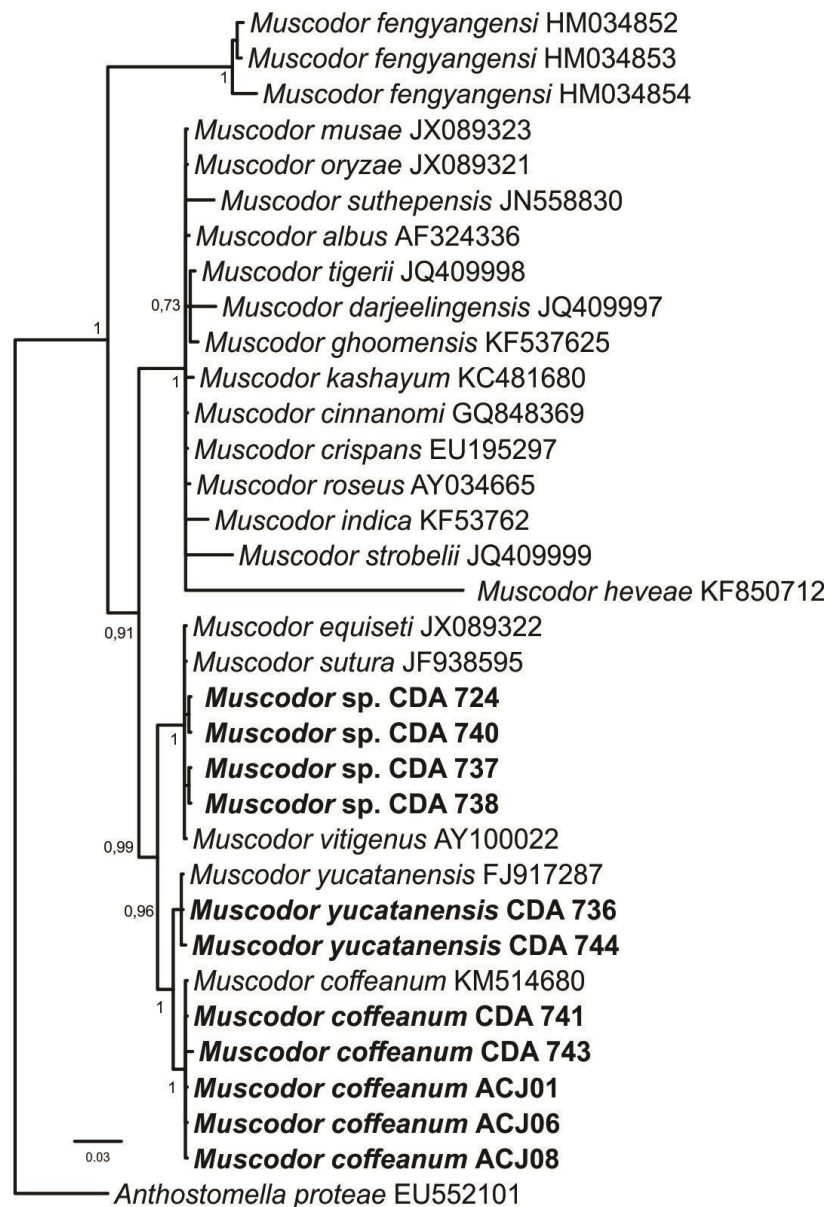 Muscodor fengyangensi HM034852
Muscodor fengyangensi HM034853
1
Muscodor fengyangensi HM034854
Muscodor musae JX089323
Muscodor oryzae JX089321
Muscodor suthepensis JN558830
Muscodor albus AF324336
Muscodor tigerii JQ409998
0,73
Muscodor darjeelingensis JQ409997
1
Muscodor ghoomensis KF537625
1
Muscodor kashayum KC481680
Muscodor cinnanomi GQ848369
Muscodor crispans EU195297
Muscodor roseus AY034665
Muscodor indica KF53762
Muscodor strobelii JQ409999
Muscodor heveae KF850712
0,91
Muscodor equiseti JX089322
Muscodor sutura JF938595
Muscodor sp. CDA 724
1
Muscodor sp. CDA 740
Muscodor sp. CDA 737
Muscodor sp. CDA 738
0,99
Muscodor vitigenus AY100022
Muscodor yucatanensis FJ917287
0,96
Muscodor yucatanensis CDA 736
Muscodor yucatanensis CDA 744
Muscodor coffeanum KM514680
1
Muscodor coffeanum CDA 741
Muscodor coffeanum CDA 743
1
Muscodor coffeanum ACJ01
Muscodor coffeanum ACJ06
0.03
Muscodor coffeanum ACJ08
Anthostomella proteae EU552101